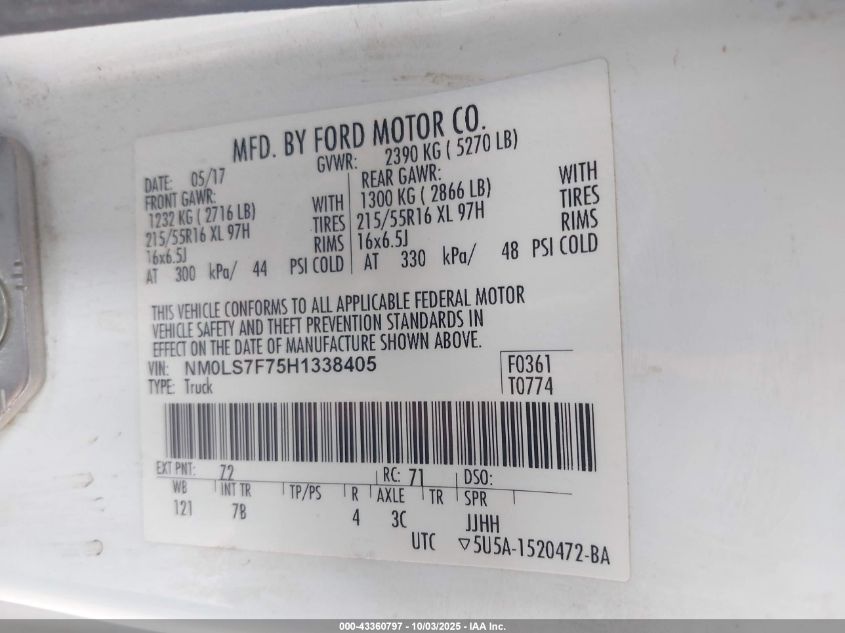 MFD. BY FORD MOTOR CO.
GVWR: 2390 KG ( 5270 LB)
DATE: 05/17
FRONT GAWR:
1232 KG ( 2716 LB) WITH
215/55R16 XL 97H TIRES
16x6.5J RIMS
AT 300 kPa/ 44 PSI COLD
REAR GAWR: WITH
1300 KG ( 2866 LB) TIRES
215/55R16 XL 97H RIMS
16x6.5J
AT 330 kPa/ 48 PSI COLD
THIS VEHICLE CONFORMS TO ALL APPLICABLE FEDERAL MOTOR
VEHICLE SAFETY AND THEFT PREVENTION STANDARDS IN
EFFECT ON THE DATE OF MANUFACTURE SHOWN ABOVE.
VIN: NM0LS7F75H1338405
TYPE: Truck
F0361
T0774
EXT PNT: 72 RC: 71 DSO:
WB INT TR TP/PS R AXLE TR SPR
121 7B 4 3C JJHH
UTC ▽5U5A-1520472-BA
000-43360797 - 10/03/2025 - IAA Inc.